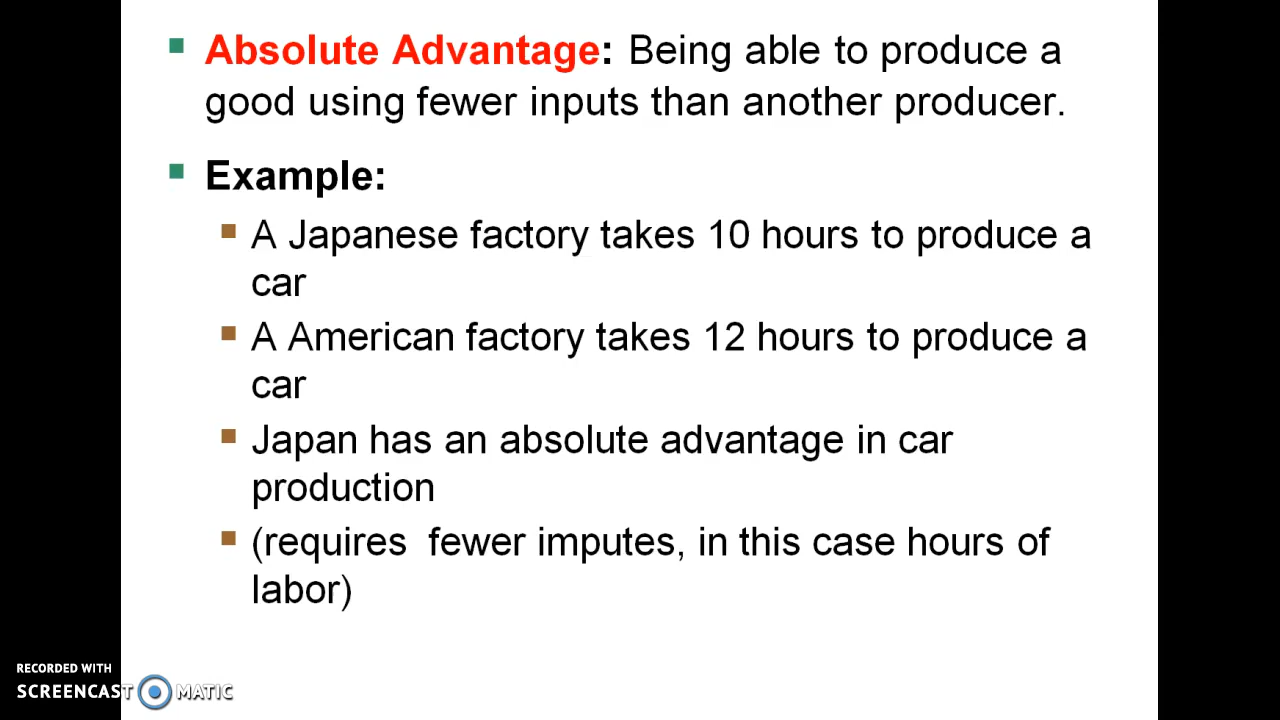 Absolute Advantage: Being able to produce a
good using fewer inputs than another producer.
Example:
A Japanese factory takes 10 hours to produce a
car
A American factory takes 12 hours to produce a
car
Japan has an absolute advantage in car
production
(requires  fewer imputes, in this case hours of
labor)
RECORDED WITH
SCREENCAST MATIC